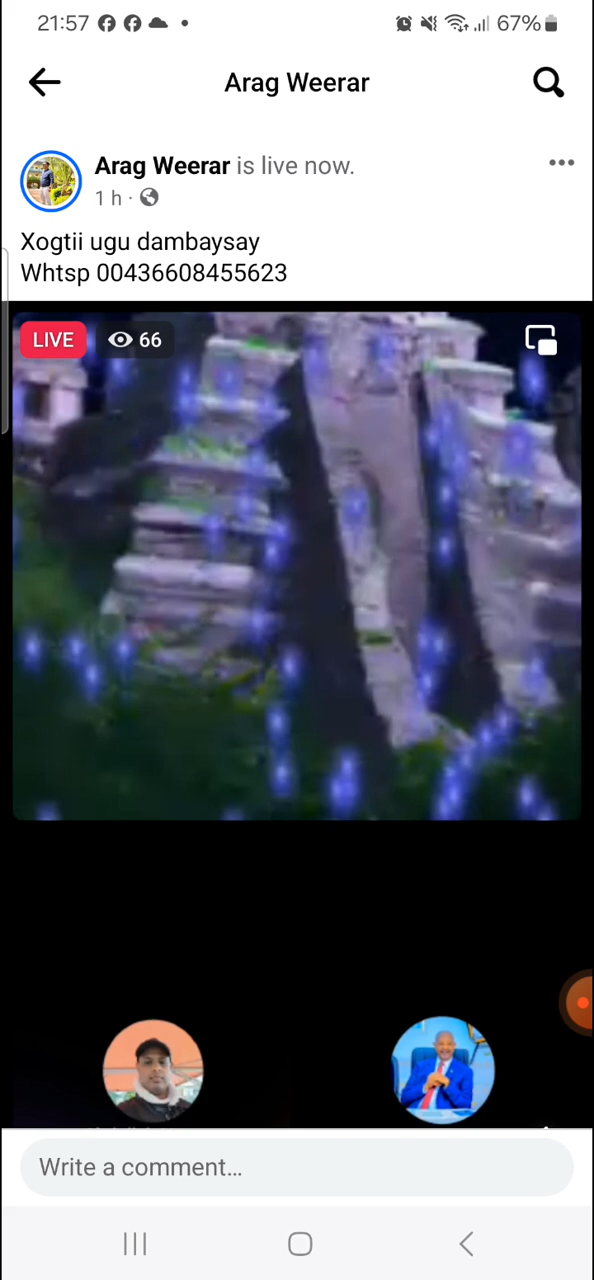 21:57
67%
Arag Weerar
Arag Weerar is live now.
1 h ·
Xogtii ugu dambaysay
Whtsp 00436608455623
LIVE 66
Write a comment...